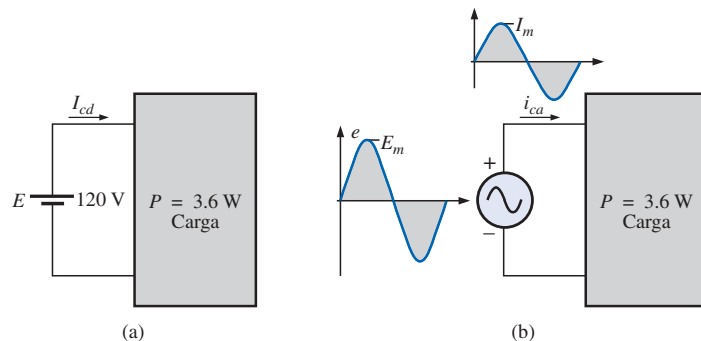 I_cd
E
120 V
P = 3.6 W
Carga
(a)
I_m
i_ca
e
E_m
+
−
P = 3.6 W
Carga
(b)